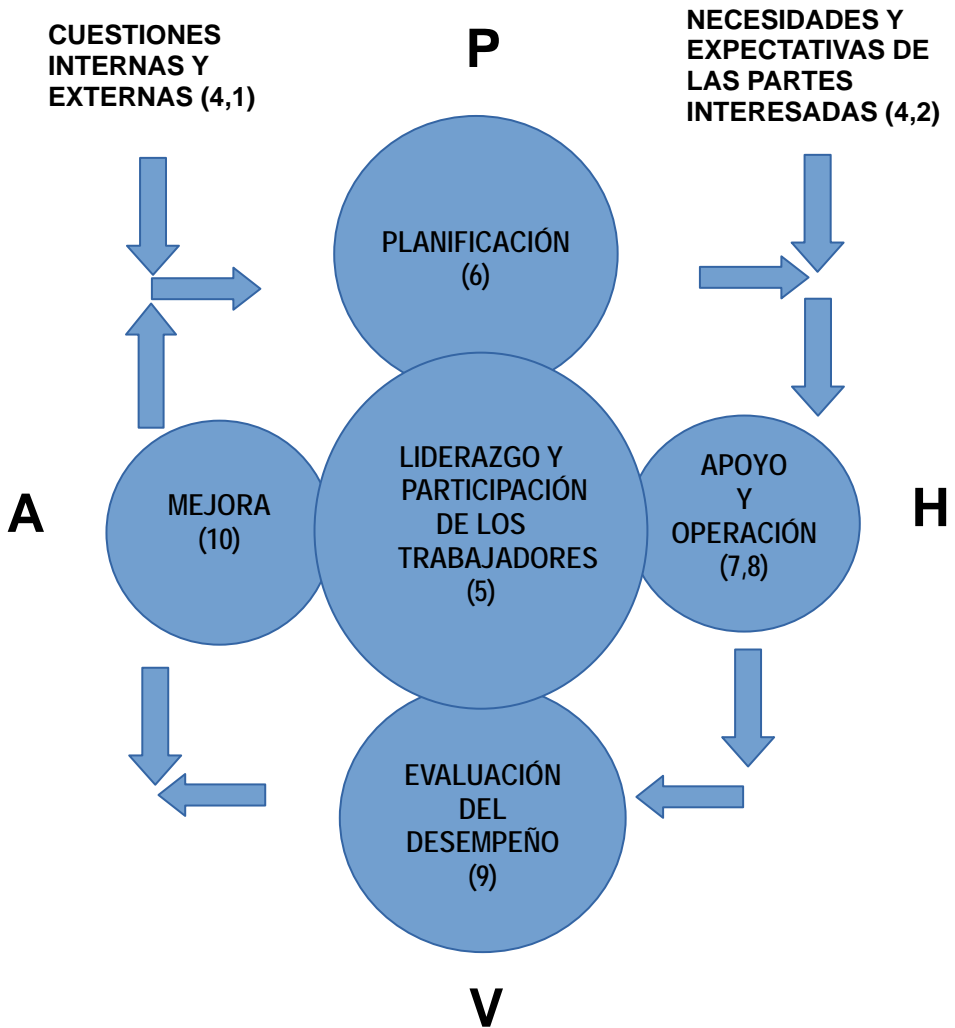 CUESTIONES
INTERNAS Y
EXTERNAS (4,1)
P
NECESIDADES Y
EXPECTATIVAS DE
LAS PARTES
INTERESADAS (4,2)
PLANIFICACIÓN
(6)
A
MEJORA
(10)
LIDERAZGO Y
PARTICIPACIÓN
DE LOS
TRABAJADORES
(5)
APOYO
Y
OPERACIÓN
(7,8)
H
EVALUACIÓN
DEL
DESEMPEÑO
(9)
V